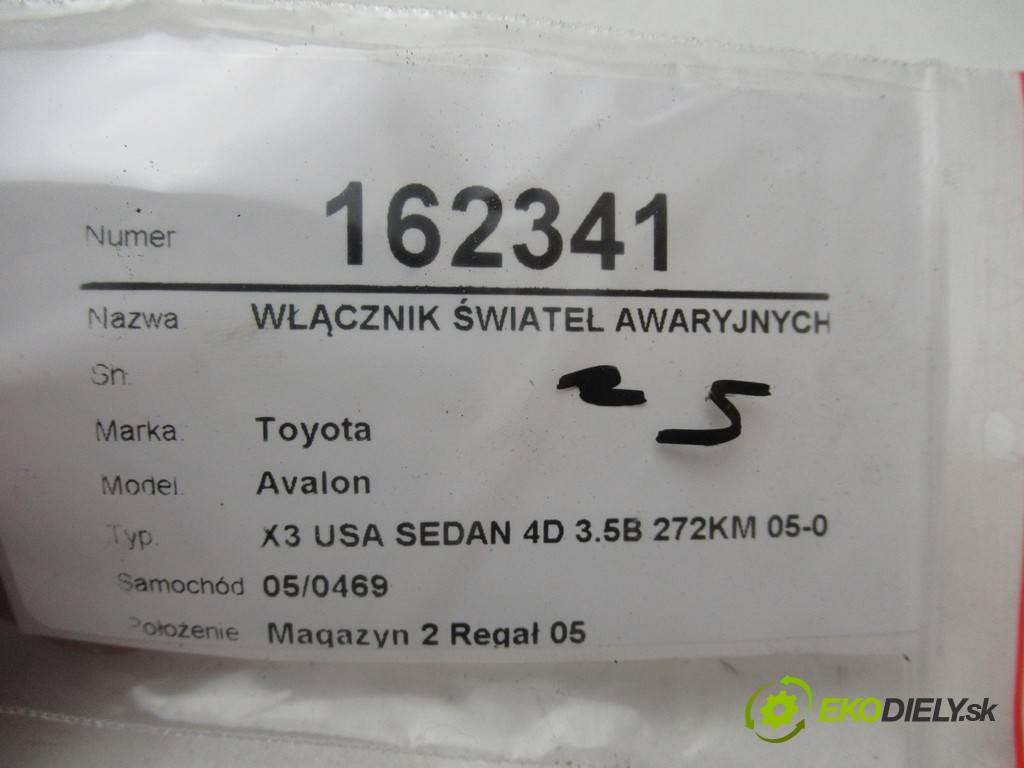 Numer 162341
Nazwa WŁĄCZNIK ŚWIATEŁ AWARYJNYCH
Sn.
Marka. Toyota
Model. Avalon
Typ. X3 USA SEDAN 4D 3.5B 272KM 05-0
Samochód 05/0469
Położenie Magazyn 2 Regał 05
EKODIELY.sk